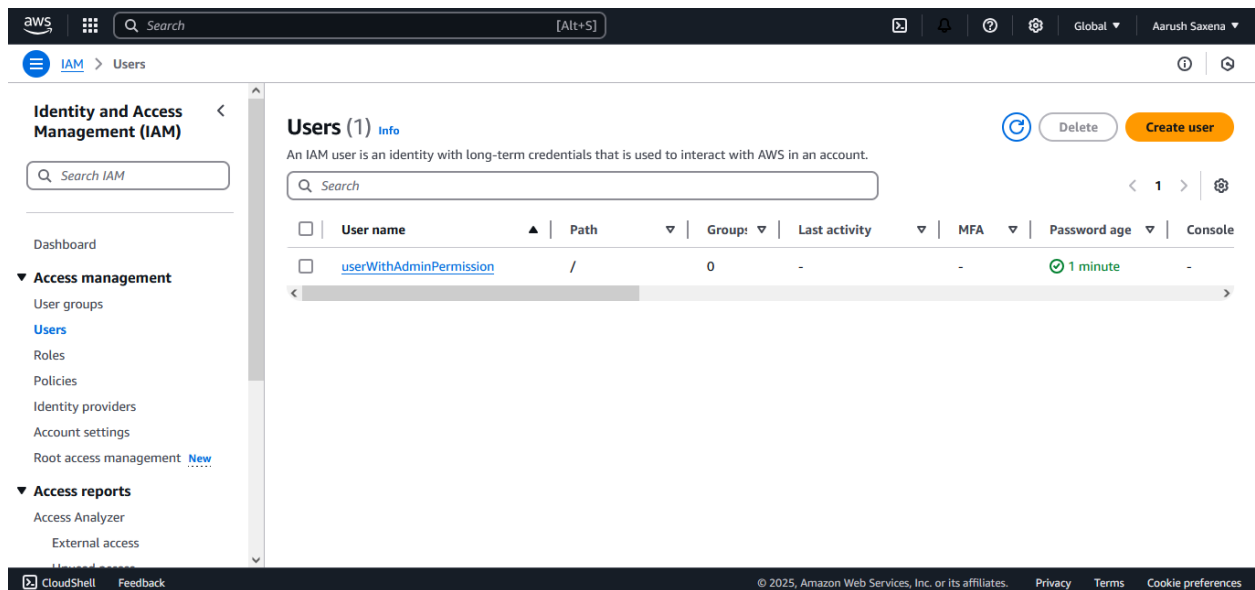 aws Search [Alt+S] Global Aarush Saxena
IAM > Users
Identity and Access Management (IAM)
Search IAM
Dashboard
Access management
User groups
Users
Roles
Policies
Identity providers
Account settings
Root access management New
Access reports
Access Analyzer
External access
Users (1) Info
Delete
Create user
An IAM user is an identity with long-term credentials that is used to interact with AWS in an account.
Search
1
User name Path Groups Last activity MFA Password age Console
userWithAdminPermission / 0 - - 1 minute -
CloudShell Feedback © 2025, Amazon Web Services, Inc. or its affiliates. Privacy Terms Cookie preferences